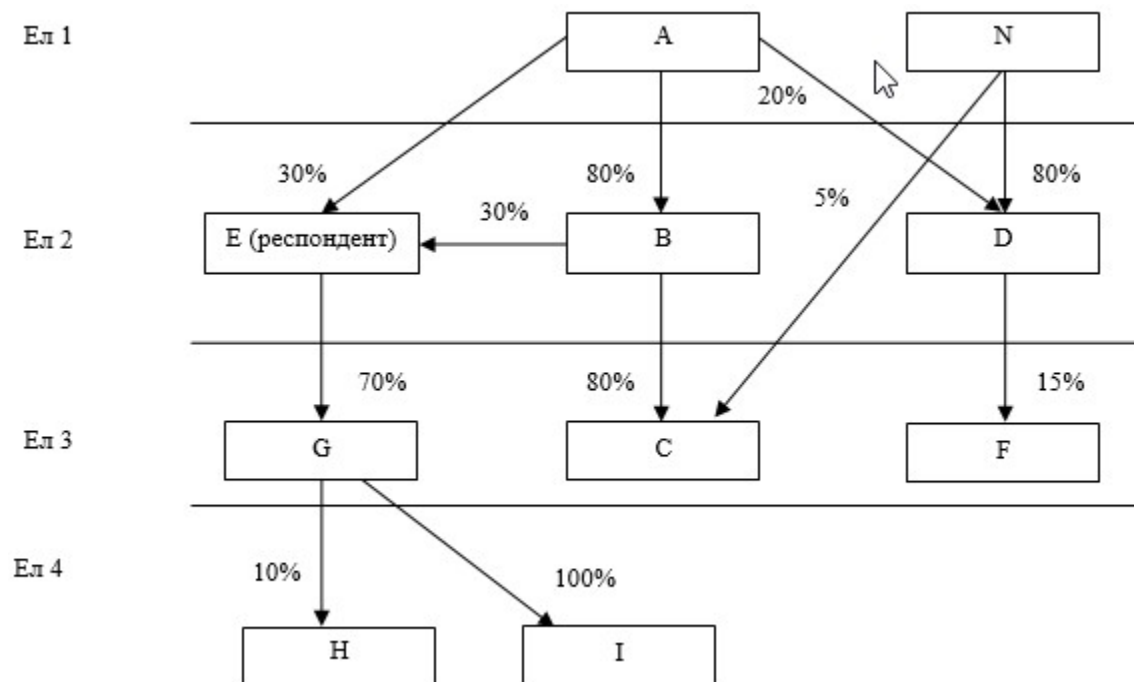 Ел 1
A
N
20%
30%
80%
5%
80%
30%
Ел 2
E (респондент)
B
D
70%
80%
15%
Ел 3
G
C
F
Ел 4
10%
100%
H
I